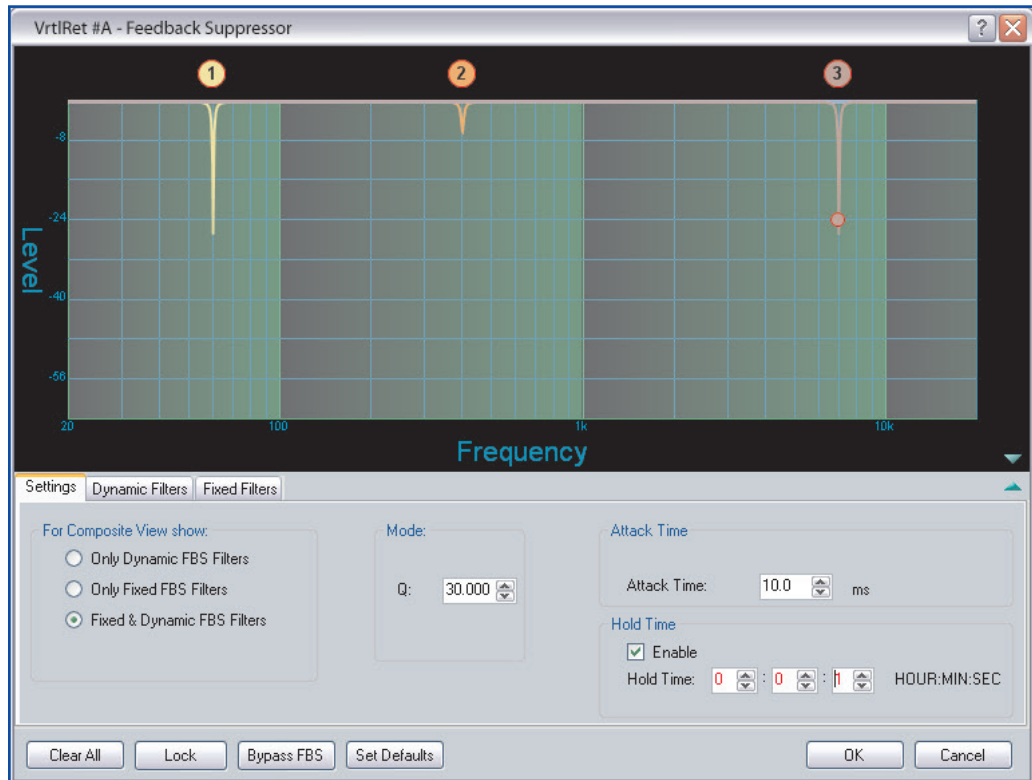 VrtlRet #A - Feedback Suppressor
?
1 2 3
-8
-24
-40
-56
Level
20 100 1k 10k
Frequency
Settings Dynamic Filters Fixed Filters
For Composite View show:
Only Dynamic FBS Filters
Only Fixed FBS Filters
Fixed & Dynamic FBS Filters
Mode:
Q: 30.000
Attack Time
Attack Time: 10.0 ms
Hold Time
Enable
Hold Time: 0 : 0 : 1 HOUR:MIN:SEC
Clear All Lock Bypass FBS Set Defaults OK Cancel